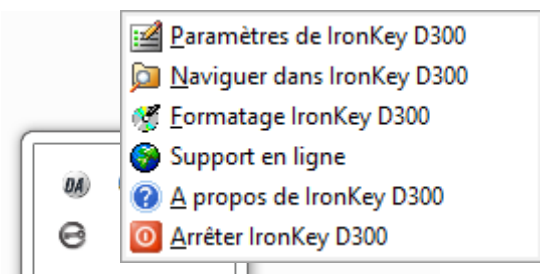 Paramètres de IronKey D300
Naviguer dans IronKey D300
Formatage IronKey D300
Support en ligne
A propos de IronKey D300
Arrêter IronKey D300
DA